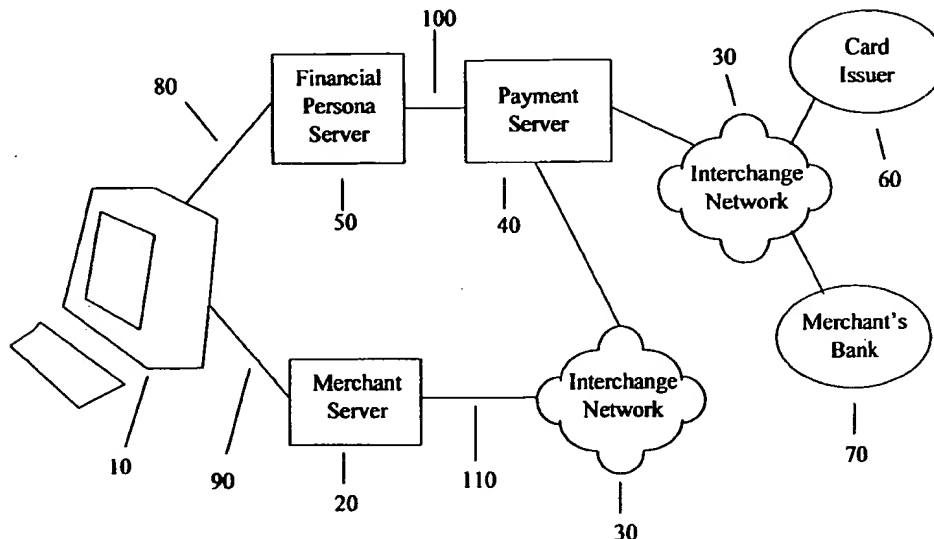 100
80
Financial
Persona
Server
Payment
Server
30
Card
Issuer
Interchange
Network
60
50
40
Merchant's
Bank
Merchant
Server
Interchange
Network
70
10
90
20
110
30